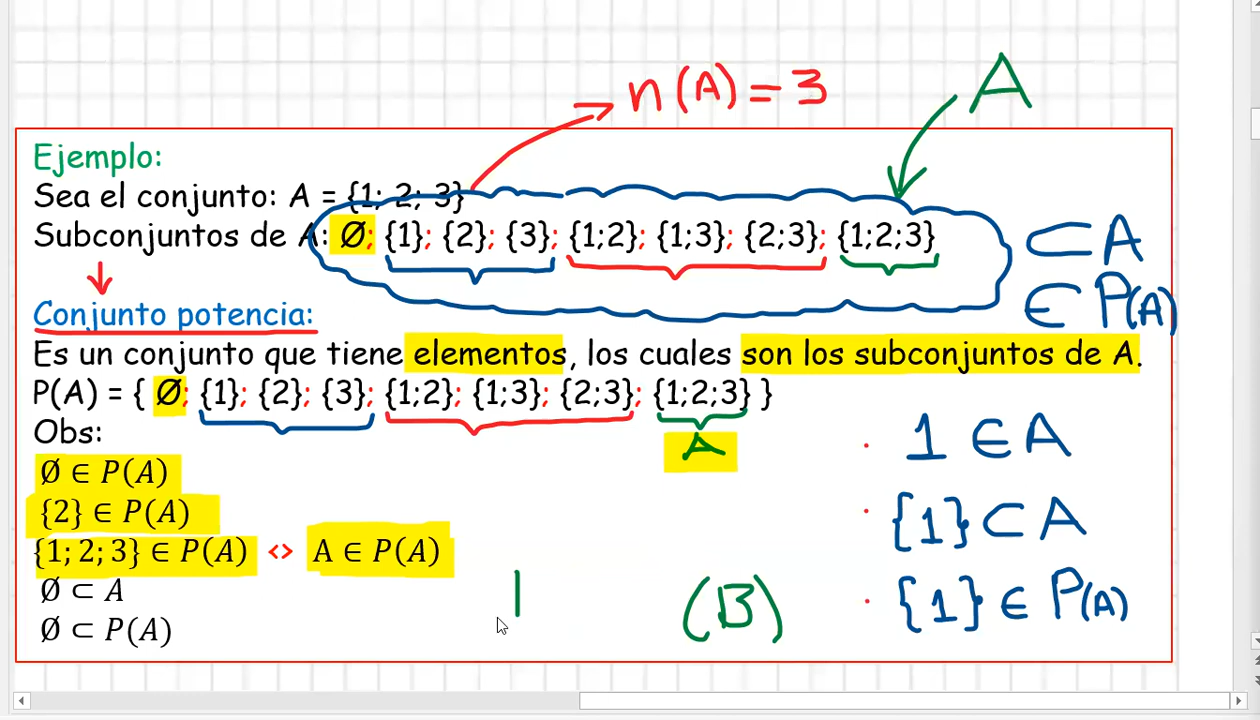 n(A) = 3
A
Ejemplo:
Sea el conjunto: A = {1; 2; 3}
Subconjuntos de A: Ø; {1}; {2}; {3}; {1;2}; {1;3}; {2;3}; {1;2;3}
⊂ A
∈ P(A)
Conjunto potencia:
Es un conjunto que tiene elementos, los cuales son los subconjuntos de A.
P(A) = { Ø; {1}; {2}; {3}; {1;2}; {1;3}; {2;3}; {1;2;3} }
A
Obs:
Ø ∈ P(A)
{2} ∈ P(A)
{1; 2; 3} ∈ P(A) <> A ∈ P(A)
Ø ⊂ A
Ø ⊂ P(A)
1 ∈ A
{1} ⊂ A
{1} ∈ P(A)
(B)